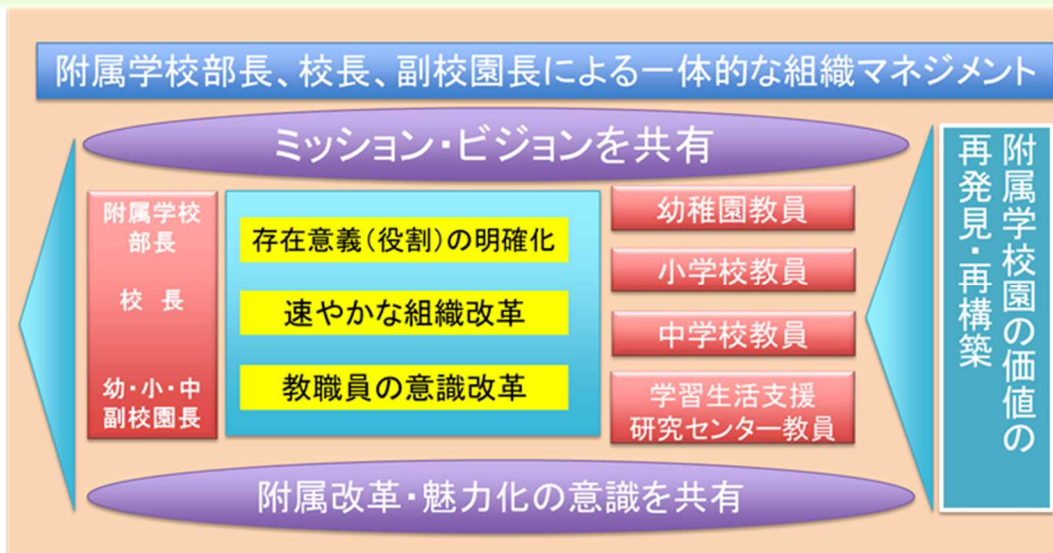 附属学校部長、校長、副校園長による一体的な組織マネジメント
ミッション・ビジョンを共有
附属学校
部長
校 長
幼・小・中
副校園長
存在意義(役割)の明確化
速やかな組織改革
教職員の意識改革
幼稚園教員
小学校教員
中学校教員
学習生活支援
研究センター教員
附属学校園の価値の
再発見・再構築
附属改革・魅力化の意識を共有